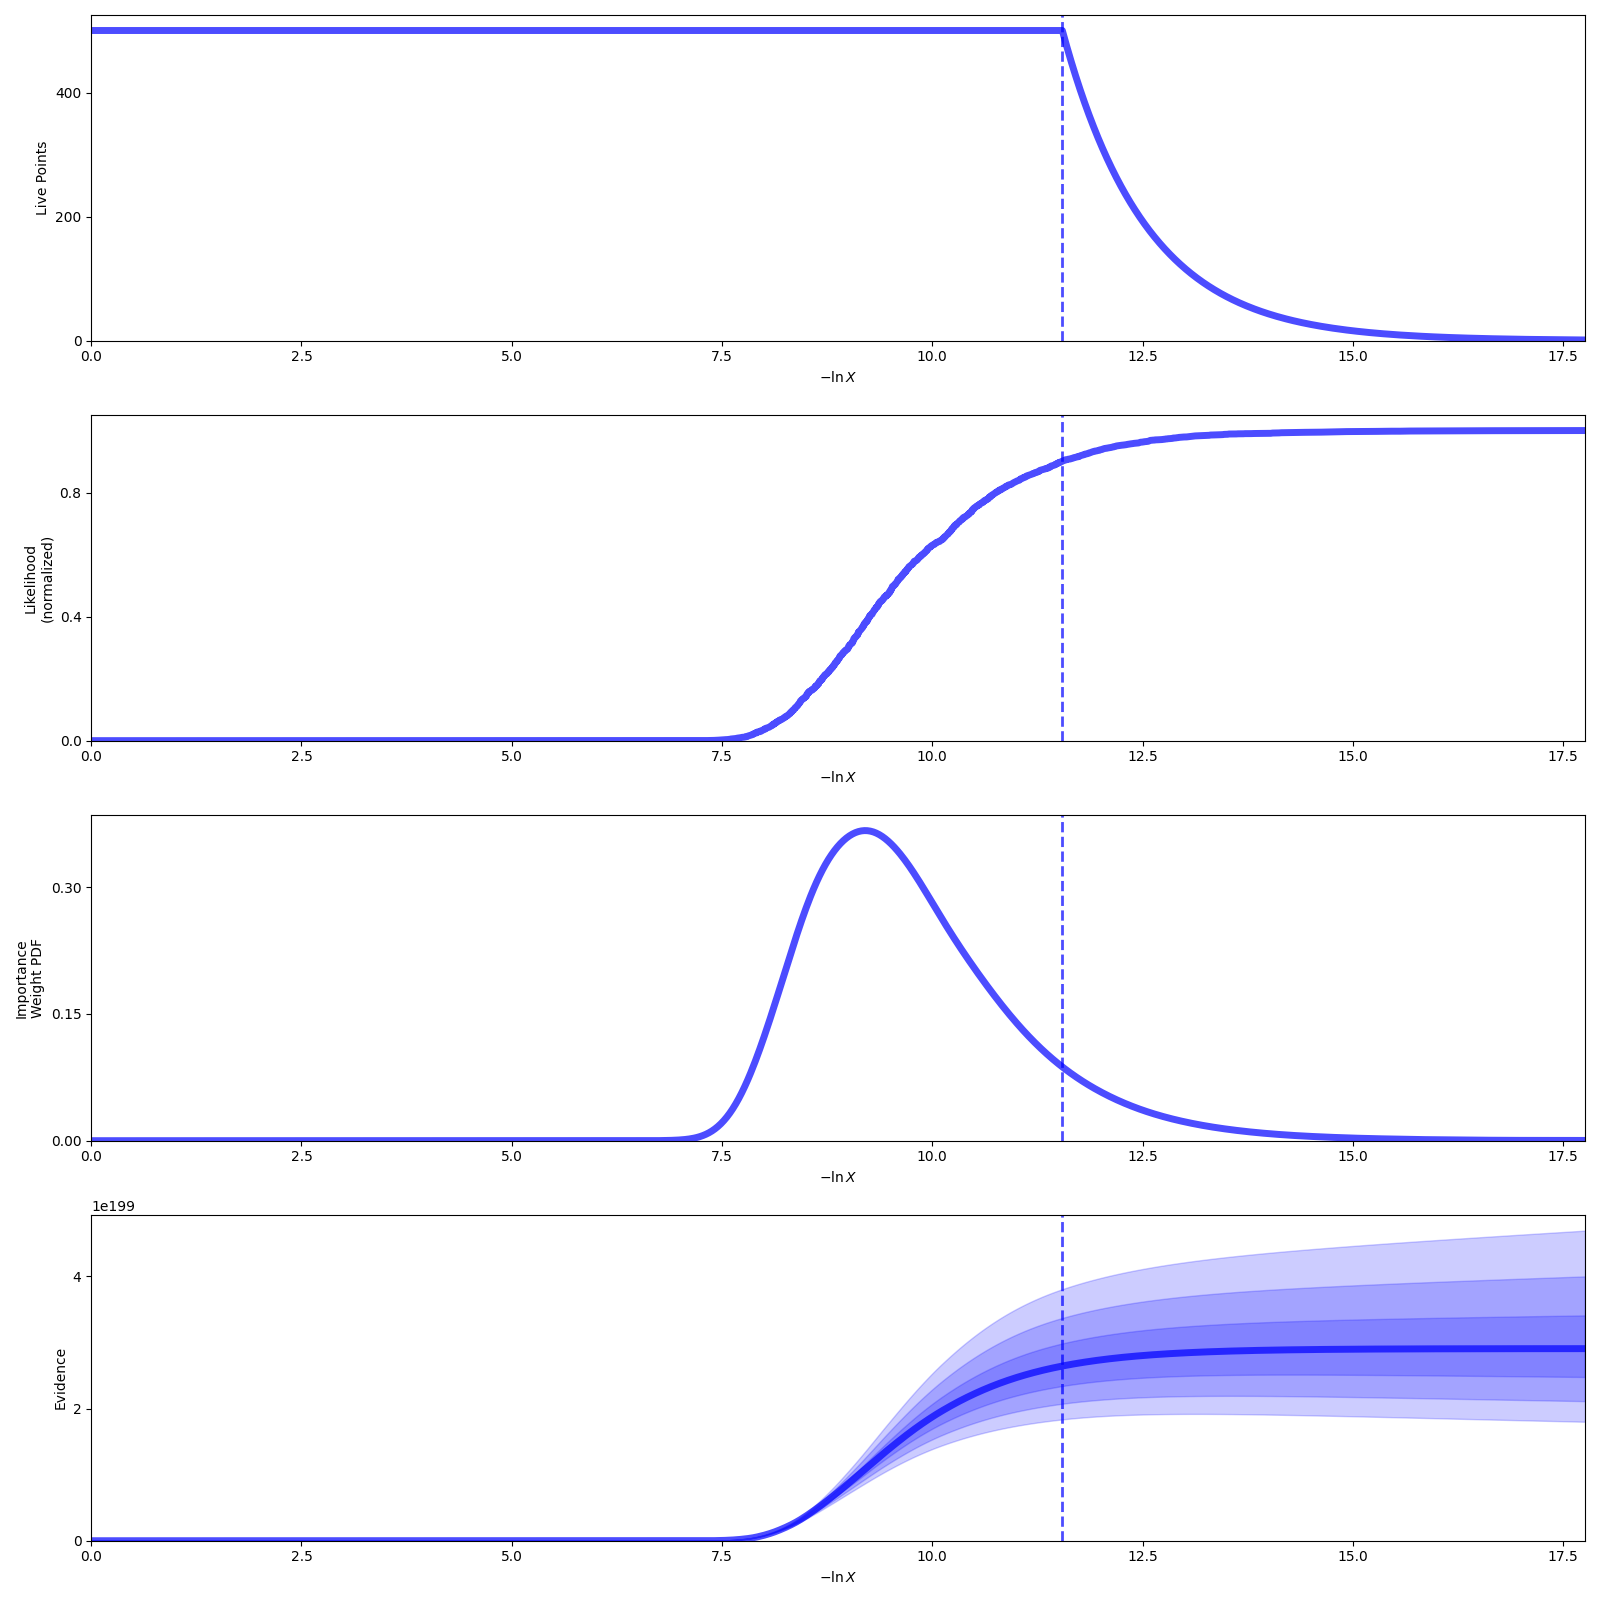 400
200
0
Live Points
0.0 2.5 5.0 7.5 10.0 12.5 15.0 17.5
−ln X
0.8
0.4
0.0
Likelihood
(normalized)
0.0 2.5 5.0 7.5 10.0 12.5 15.0 17.5
−ln X
0.30
0.15
0.00
Importance
Weight PDF
0.0 2.5 5.0 7.5 10.0 12.5 15.0 17.5
−ln X
1e199
4
2
0
Evidence
0.0 2.5 5.0 7.5 10.0 12.5 15.0 17.5
−ln X